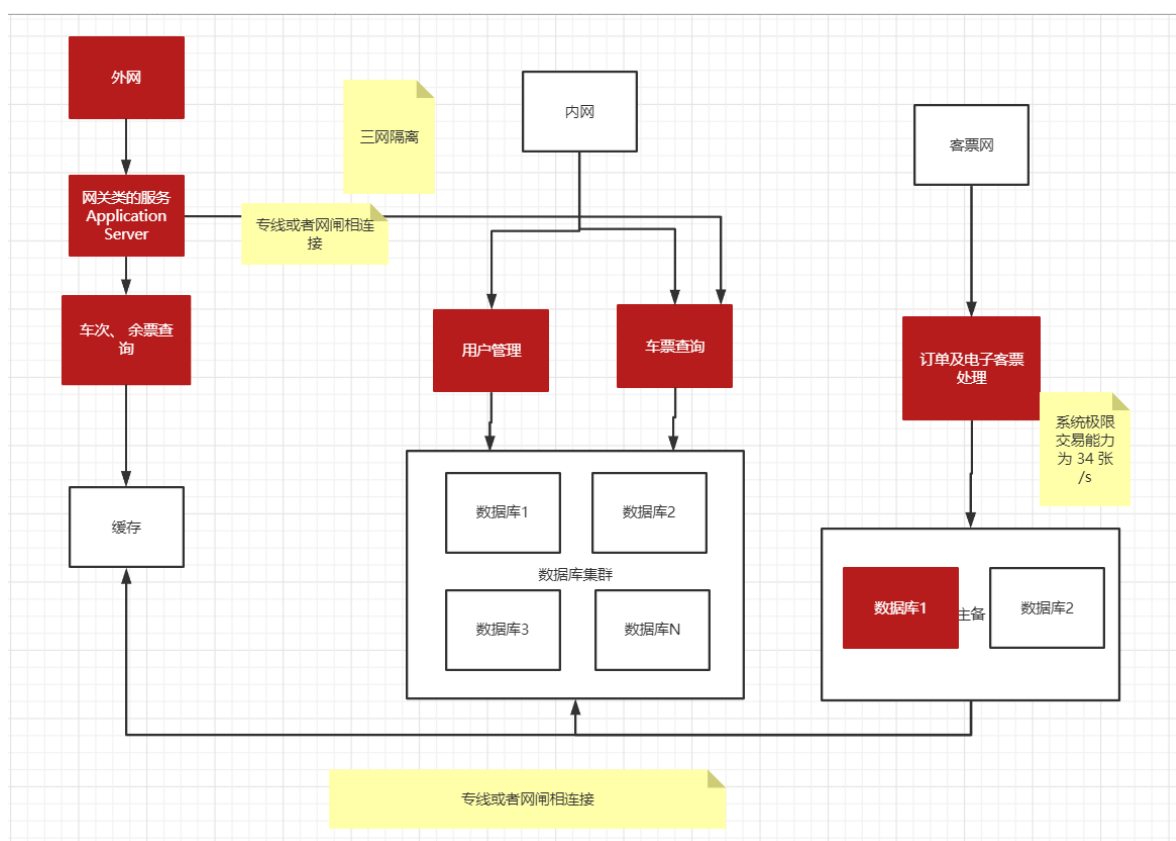 外网
三网隔离
内网
客票网
网关类的服务
Application
Server
专线或者网闸相连
接
车次、余票查
询
用户管理
车票查询
订单及电子客票
处理
系统极限
交易能力
为 34 张
/s
缓存
数据库1
数据库2
数据库集群
数据库3
数据库N
数据库1
主备
数据库2
专线或者网闸相连接